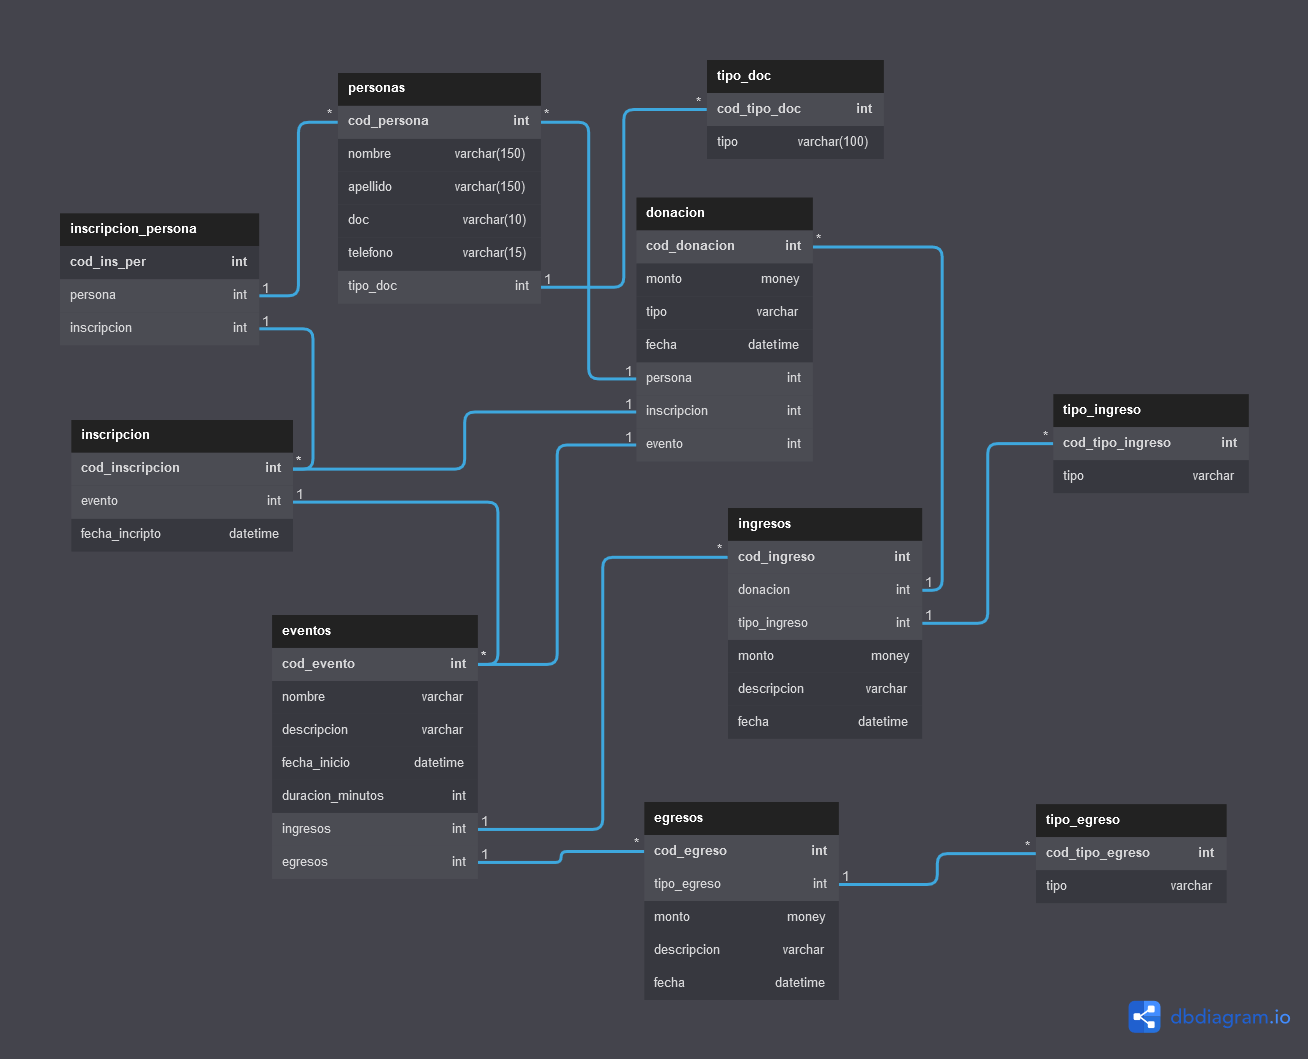 personas
*
cod_persona int
*
nombre varchar(150)
apellido varchar(150)
doc varchar(10)
telefono varchar(15)
tipo_doc int
1
tipo_doc
*
cod_tipo_doc int
tipo varchar(100)
inscripcion_persona
cod_ins_per int
persona int
1
inscripcion int
1
donacion
cod_donacion int
*
monto money
tipo varchar
fecha datetime
1
persona int
1
inscripcion int
1
evento int
inscripcion
cod_inscripcion int
*
evento int
1
fecha_incripto datetime
tipo_ingreso
*
cod_tipo_ingreso int
tipo varchar
ingresos
*
cod_ingreso int
donacion int
1
tipo_ingreso int
1
monto money
descripcion varchar
fecha datetime
eventos
cod_evento int
*
nombre varchar
descripcion varchar
fecha_inicio datetime
duracion_minutos int
ingresos int
1
egresos int
1
egresos
*
cod_egreso int
tipo_egreso int
1
monto money
descripcion varchar
fecha datetime
tipo_egreso
*
cod_tipo_egreso int
tipo varchar
dbdiagram.io